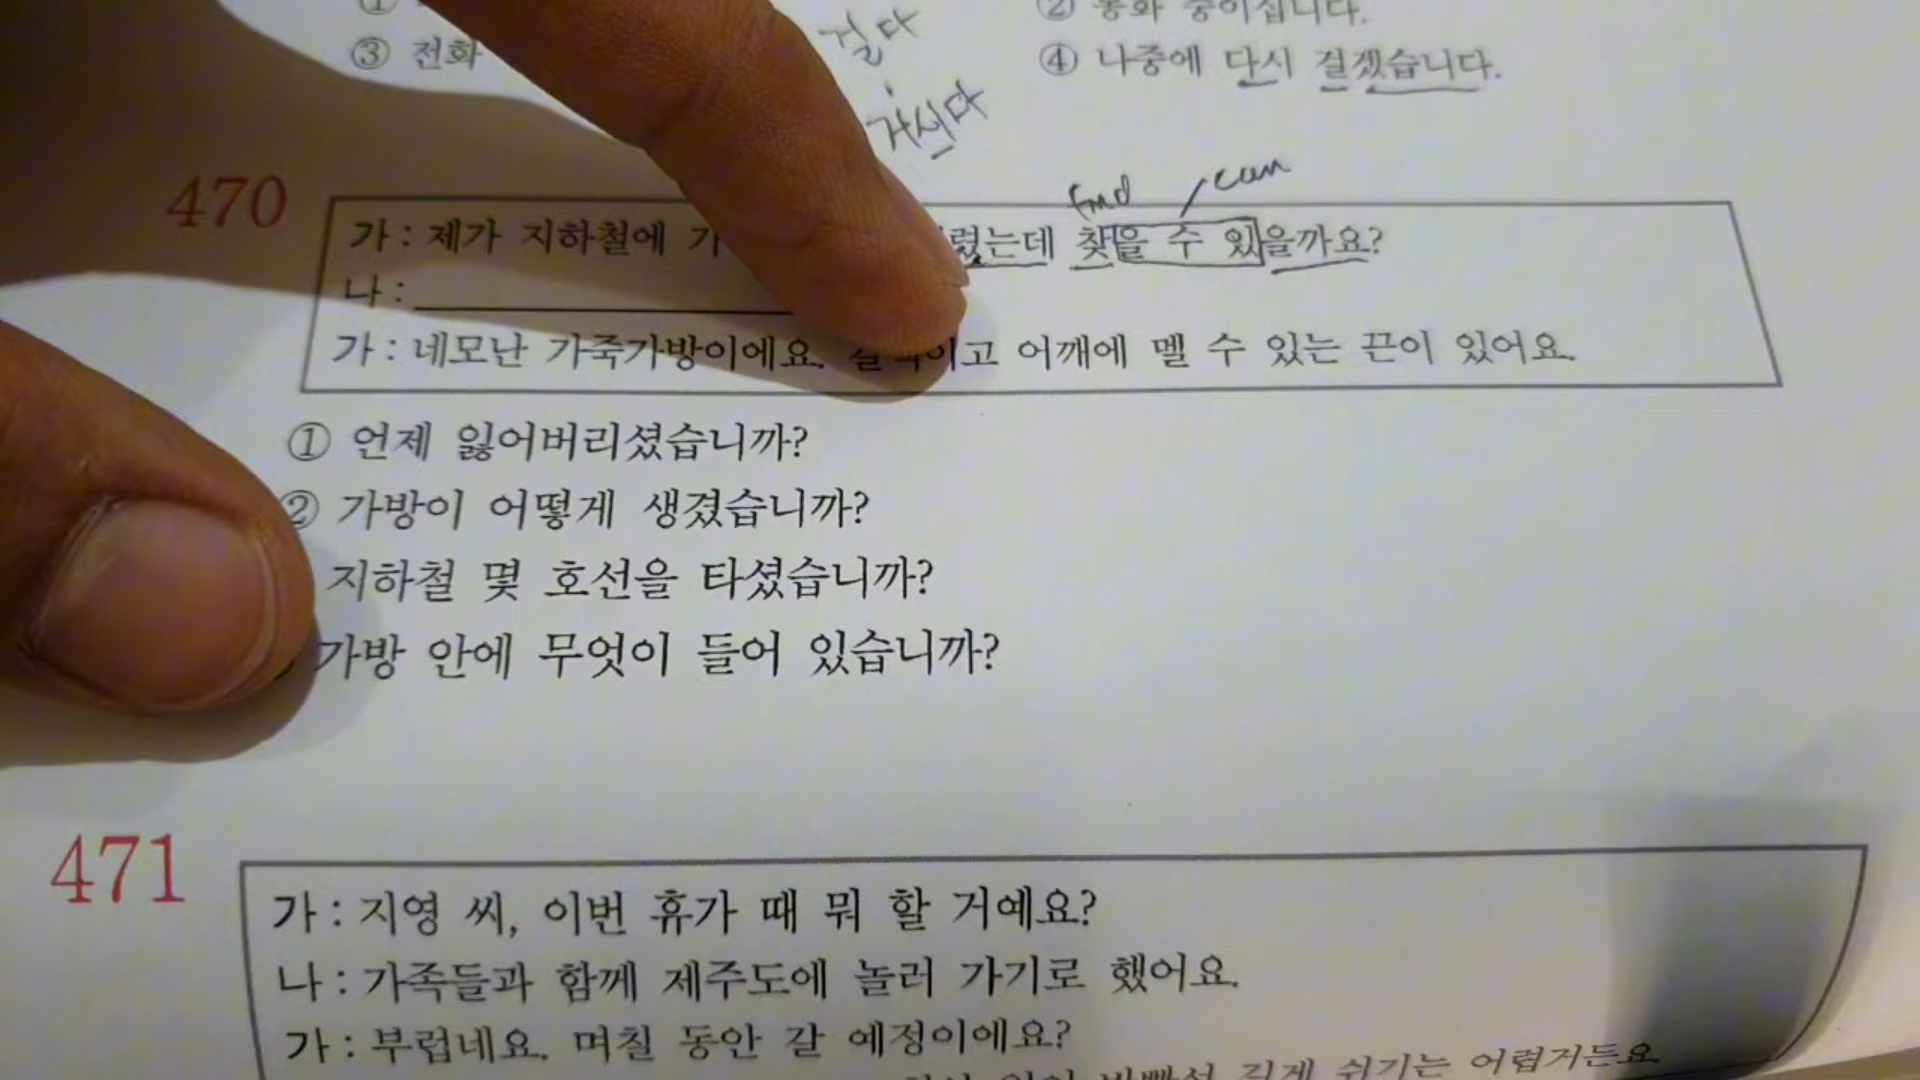 ③ 전화
④ 나중에 다시 걸겠습니다.
걸다
거시다
find / can
470
가 : 제가 지하철에 렸는데 찾을 수 있을까요?
나 :
가 : 네모난 가죽가방이에요. 이고 어깨에 멜 수 있는 끈이 있어요.
① 언제 잃어버리셨습니까?
② 가방이 어떻게 생겼습니까?
지하철 몇 호선을 타셨습니까?
가방 안에 무엇이 들어 있습니까?
471
가 : 지영 씨, 이번 휴가 때 뭐 할 거예요?
나 : 가족들과 함께 제주도에 놀러 가기로 했어요.
가 : 부럽네요. 며칠 동안 갈 예정이에요?
쉬기는 어렵거든요